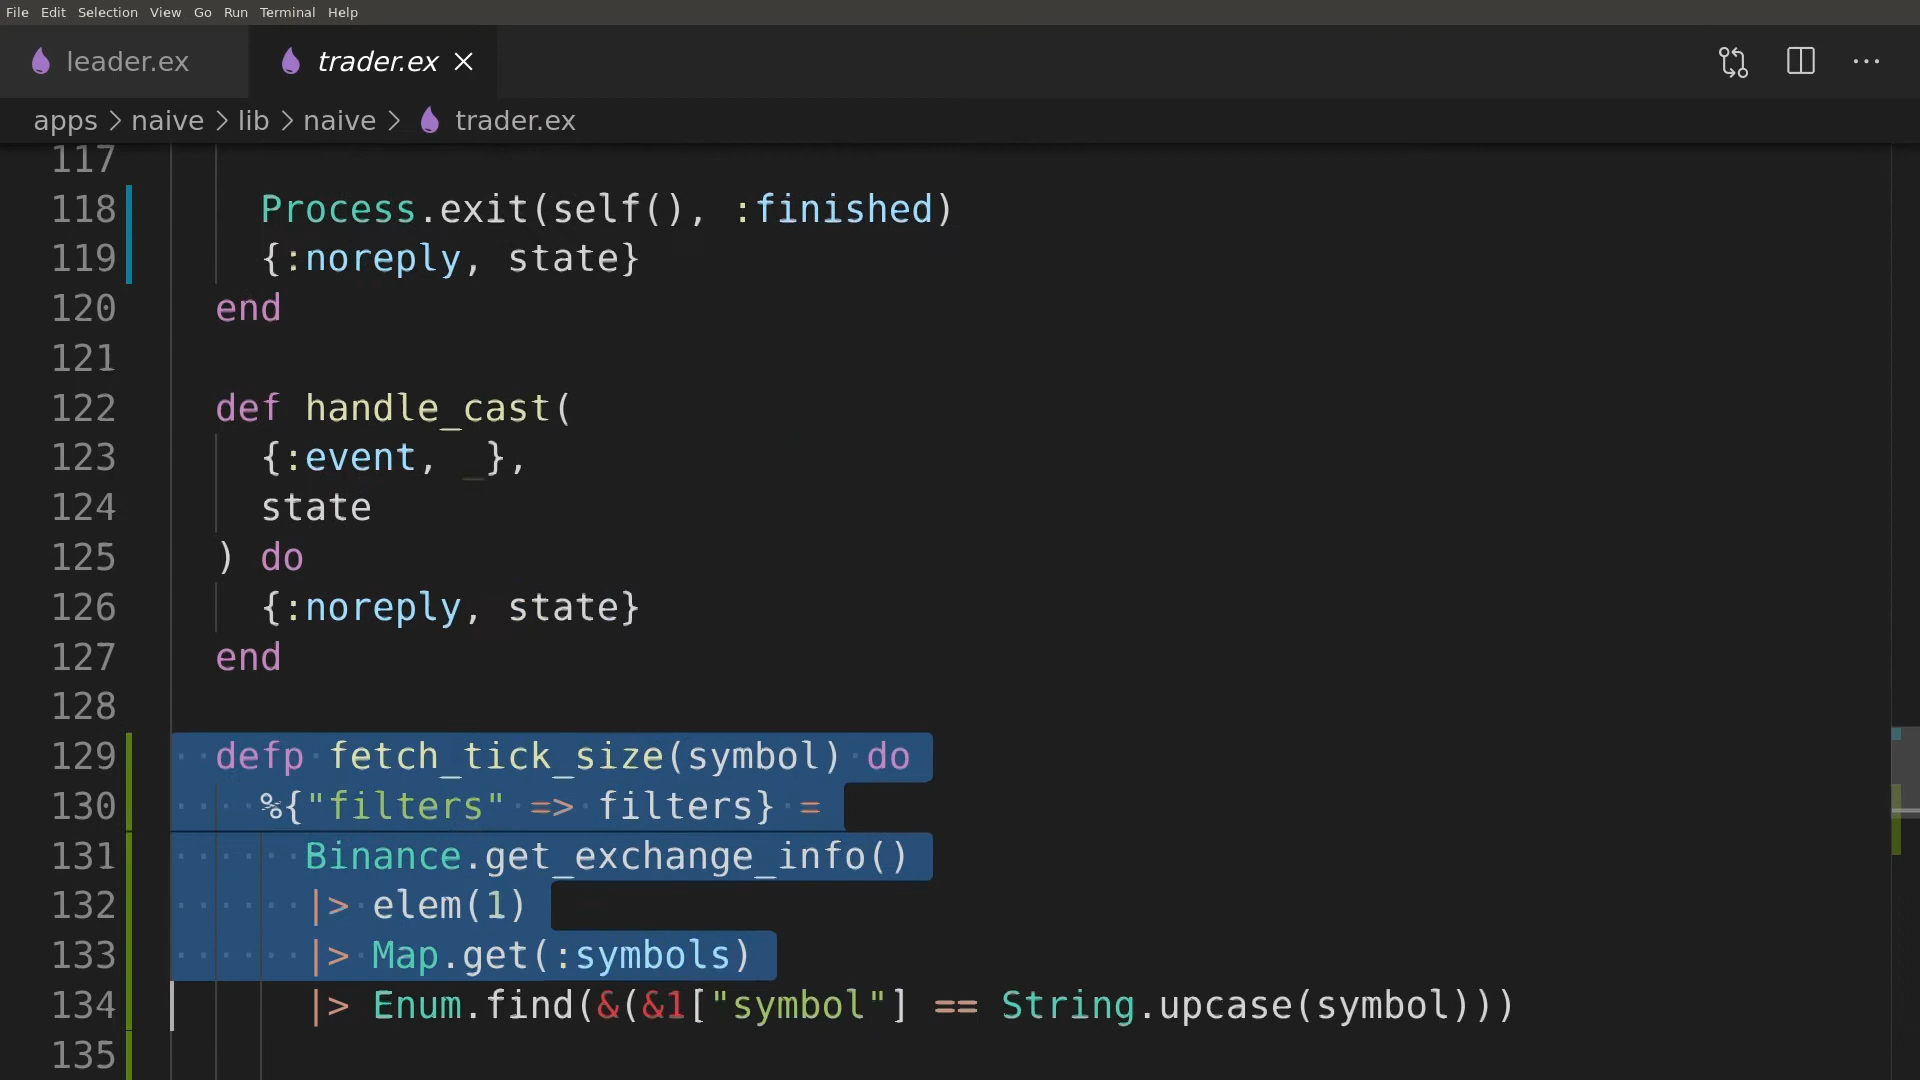 File Edit Selection View Go Run Terminal Help
leader.ex trader.ex
apps > naive > lib > naive > trader.ex
117
118 Process.exit(self(), :finished)
119 {:noreply, state}
120 end
121
122 def handle_cast(
123 {:event, _},
124 state
125 ) do
126 {:noreply, state}
127 end
128
129 defp fetch_tick_size(symbol) do
130 %{"filters" => filters} =
131 Binance.get_exchange_info()
132 |> elem(1)
133 |> Map.get(:symbols)
134 |> Enum.find(&(&1["symbol"] == String.upcase(symbol)))
135